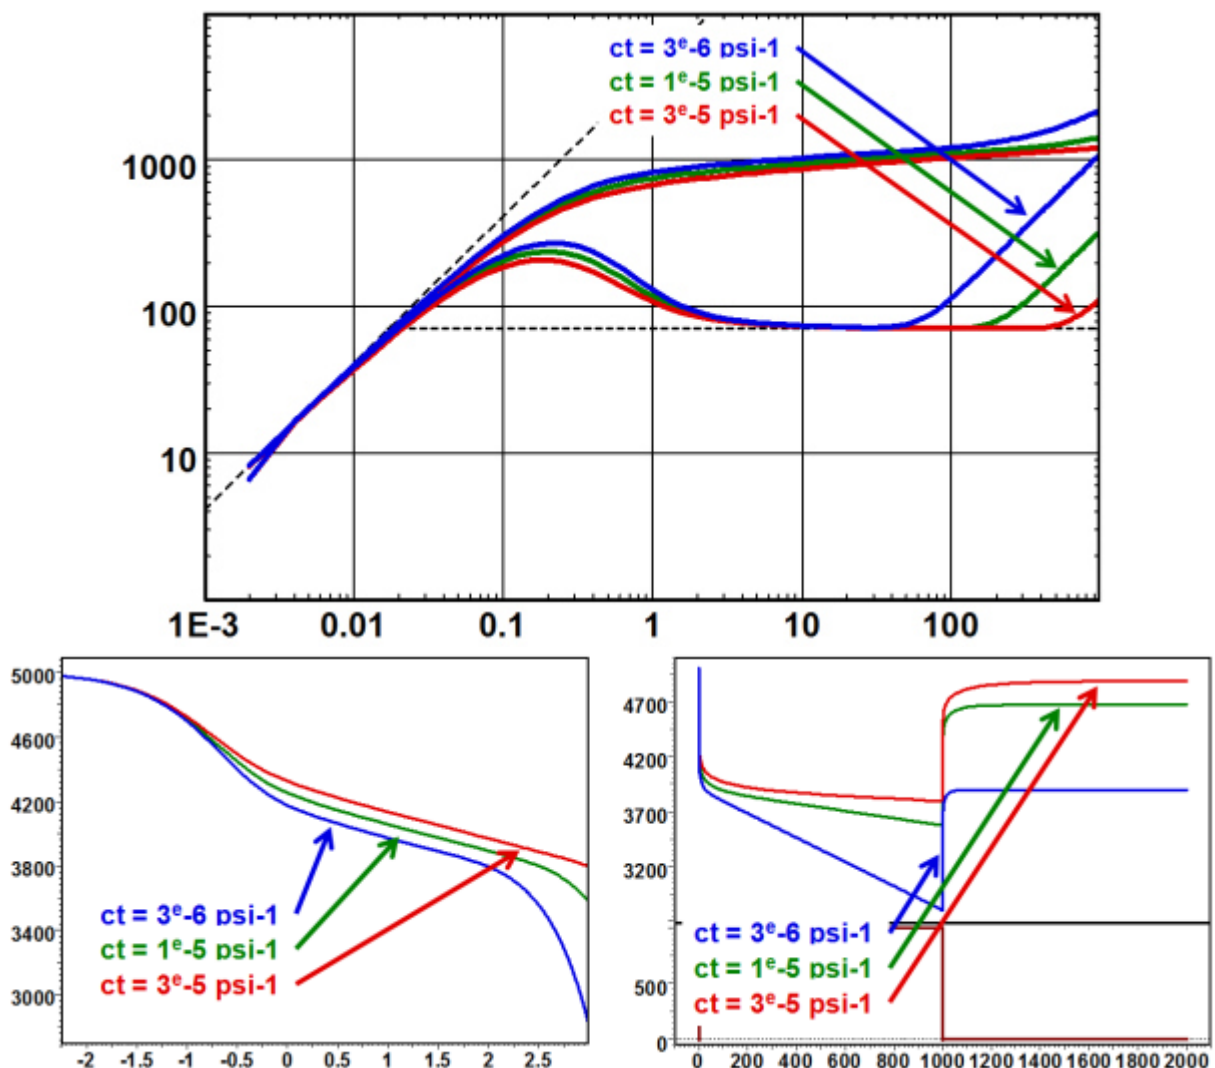 ct = 3e-6 psi-1
ct = 1e-5 psi-1
ct = 3e-5 psi-1
1000
100
10
1E-3 0.01 0.1 1 10 100
5000
4600
4200
3800
3400
3000
ct = 3e-6 psi-1
ct = 1e-5 psi-1
ct = 3e-5 psi-1
-2 -1.5 -1 -0.5 0 0.5 1 1.5 2 2.5
4700
4200
3700
3200
500
0
ct = 3e-6 psi-1
ct = 1e-5 psi-1
ct = 3e-5 psi-1
0 200 400 600 800 1000 1200 1400 1600 1800 2000